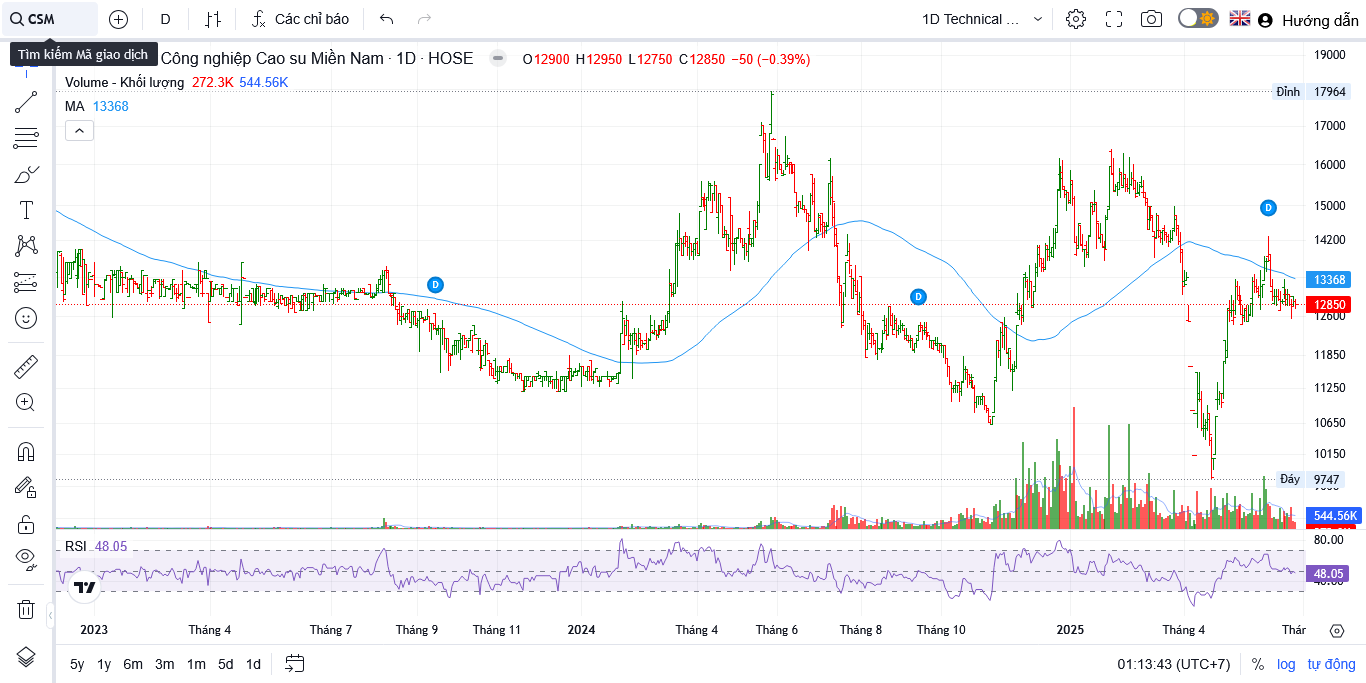 CSM
D
Các chỉ báo
1D Technical ...
Hướng dẫn
Tìm kiếm Mã giao dịch
Công nghiệp Cao su Miền Nam · 1D · HOSE
O12900 H12950 L12750 C12850 −50 (−0.39%)
Volume - Khối lượng 272.3K 544.56K
MA 13368
19000
Đỉnh 17964
17000
16000
15000
14200
13368
12850
12600
11850
11250
10650
10150
Đáy 9747
544.56K
D
D
D
RSI 48.05
80.00
48.05
40.00
2023
Tháng 4
Tháng 7
Tháng 9
Tháng 11
2024
Tháng 4
Tháng 6
Tháng 8
Tháng 10
2025
Tháng 4
Thár
5y 1y 6m 3m 1m 5d 1d
01:13:43 (UTC+7)
% log tự động